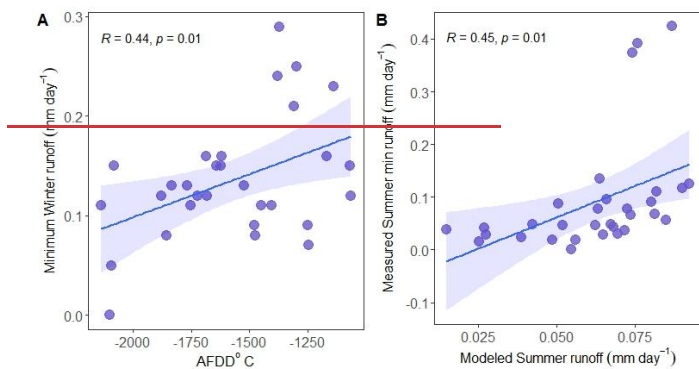 A
R = 0.44, p = 0.01
Minimum Winter runoff (mm day⁻¹)
0.3
0.2
0.1
0.0
-2000
-1750
-1500
-1250
AFDD° C
B
R = 0.45, p = 0.01
Measured Summer min runoff (mm day⁻¹)
0.4
0.3
0.2
0.1
0.0
-0.1
0.025
0.050
0.075
Modeled Summer runoff (mm day⁻¹)